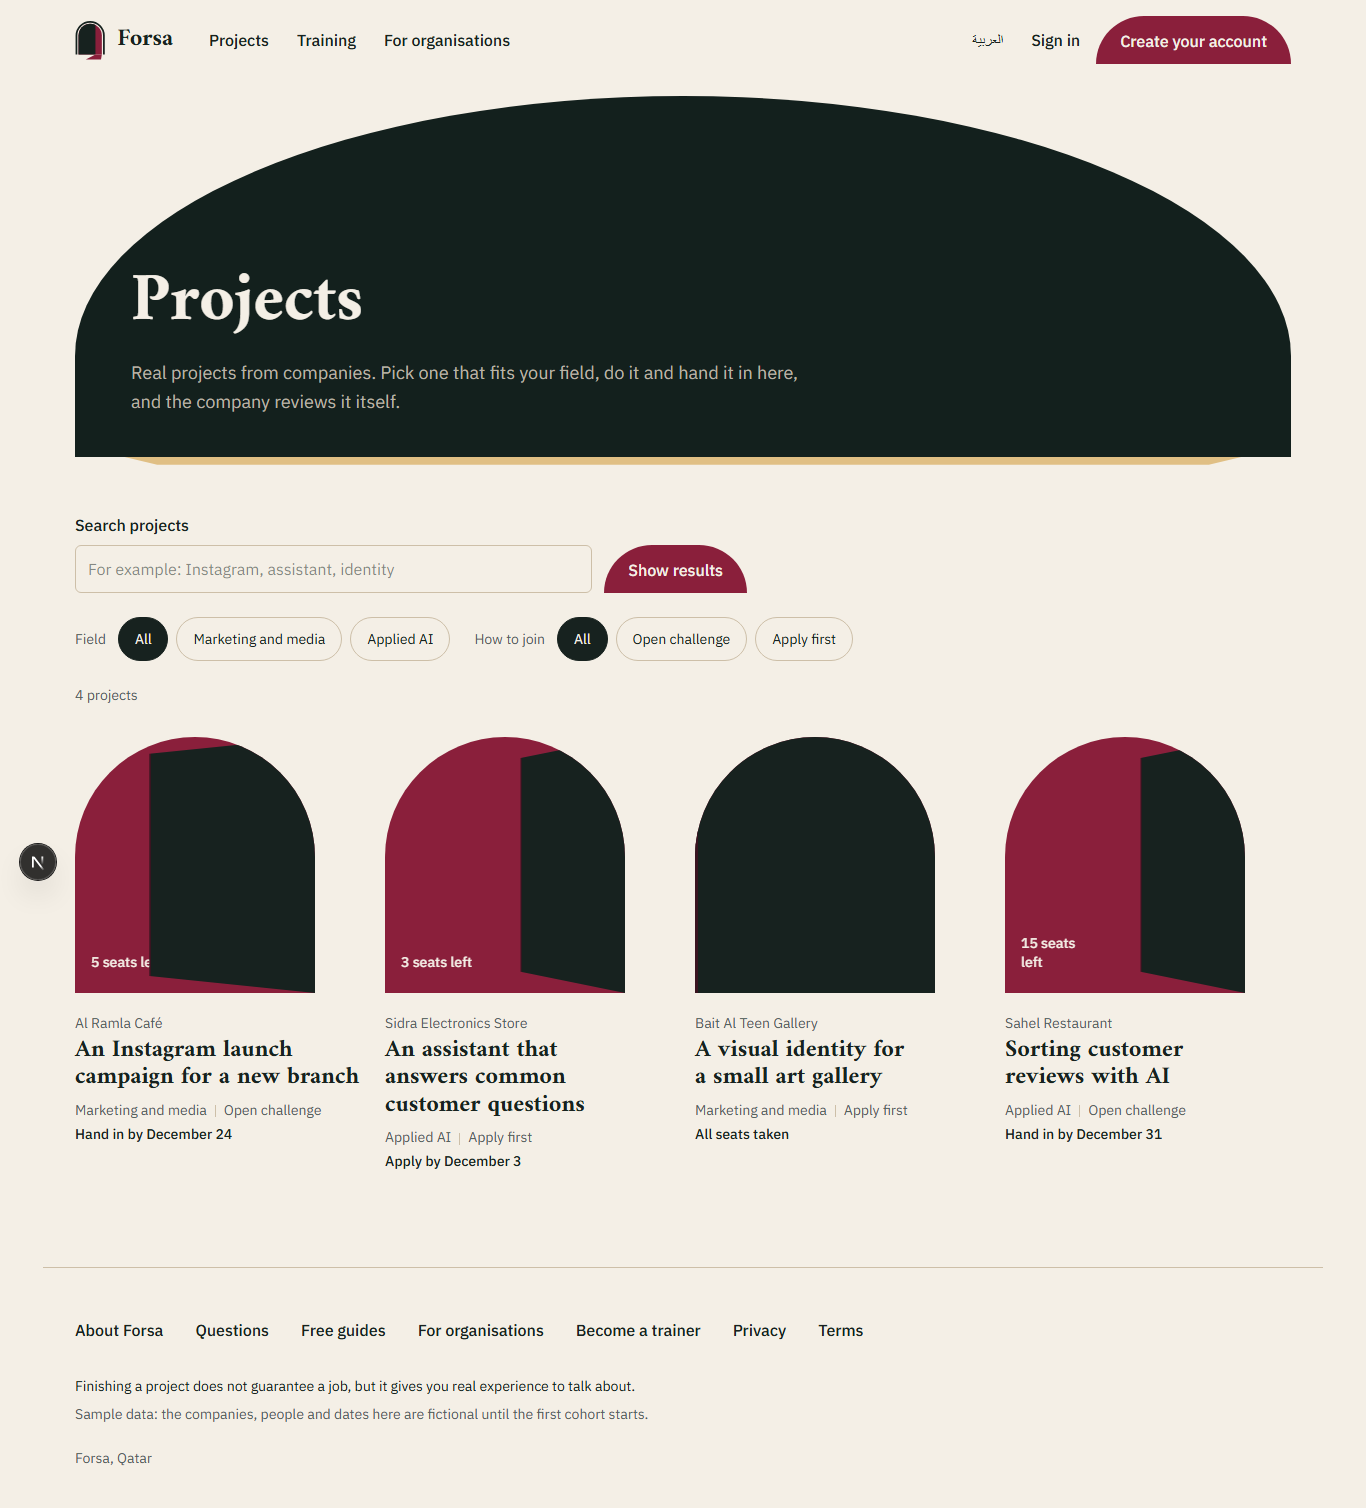 Forsa
Projects
Training
For organisations
العربية
Sign in
Create your account
Projects
Real projects from companies. Pick one that fits your field, do it and hand it in here,
and the company reviews it itself.
Search projects
For example: Instagram, assistant, identity
Show results
Field
All
Marketing and media
Applied AI
How to join
All
Open challenge
Apply first
4 projects
N
5 seats le
3 seats left
15 seats
left
Al Ramla Café
An Instagram launch
campaign for a new branch
Marketing and media | Open challenge
Hand in by December 24
Sidra Electronics Store
An assistant that
answers common
customer questions
Applied AI | Apply first
Apply by December 3
Bait Al Teen Gallery
A visual identity for
a small art gallery
Marketing and media | Apply first
All seats taken
Sahel Restaurant
Sorting customer
reviews with AI
Applied AI | Open challenge
Hand in by December 31
About Forsa
Questions
Free guides
For organisations
Become a trainer
Privacy
Terms
Finishing a project does not guarantee a job, but it gives you real experience to talk about.
Sample data: the companies, people and dates here are fictional until the first cohort starts.
Forsa, Qatar